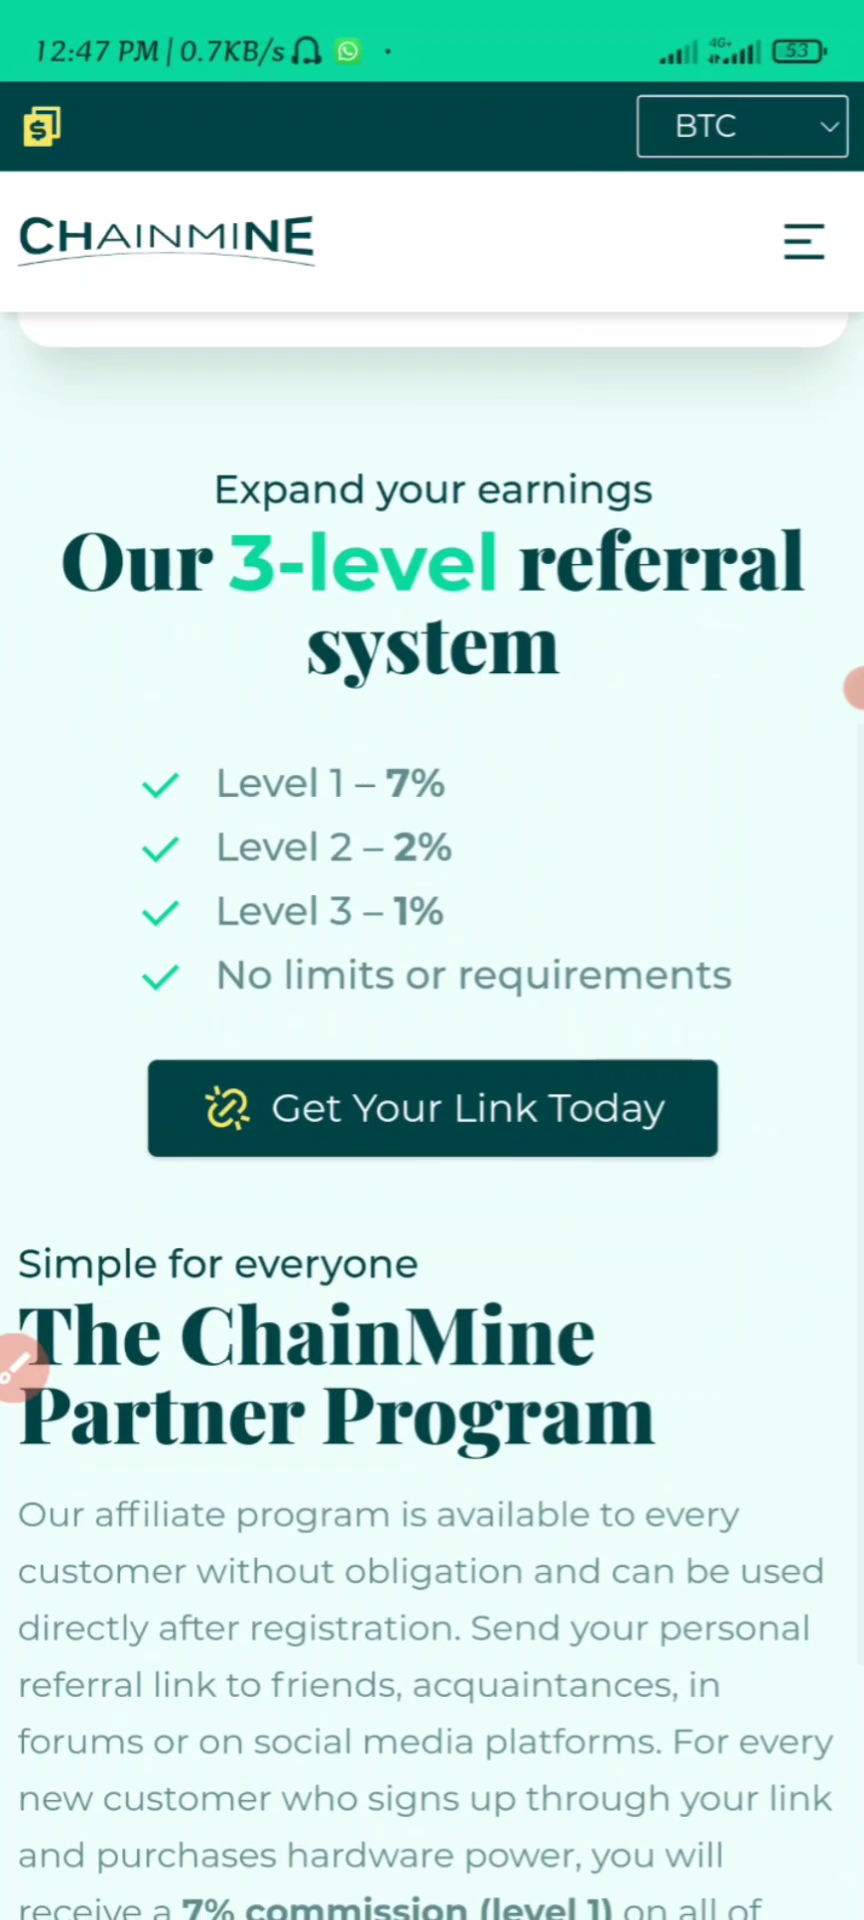 12:47 PM | 0.7KB/s
4G+
53
BTC
CHAINMINE
Expand your earnings
Our 3-level referral
system
Level 1 – 7%
Level 2 – 2%
Level 3 – 1%
No limits or requirements
Get Your Link Today
Simple for everyone
The ChainMine
Partner Program
Our affiliate program is available to every
customer without obligation and can be used
directly after registration. Send your personal
referral link to friends, acquaintances, in
forums or on social media platforms. For every
new customer who signs up through your link
and purchases hardware power, you will
receive a 7% commission (level 1) on all of